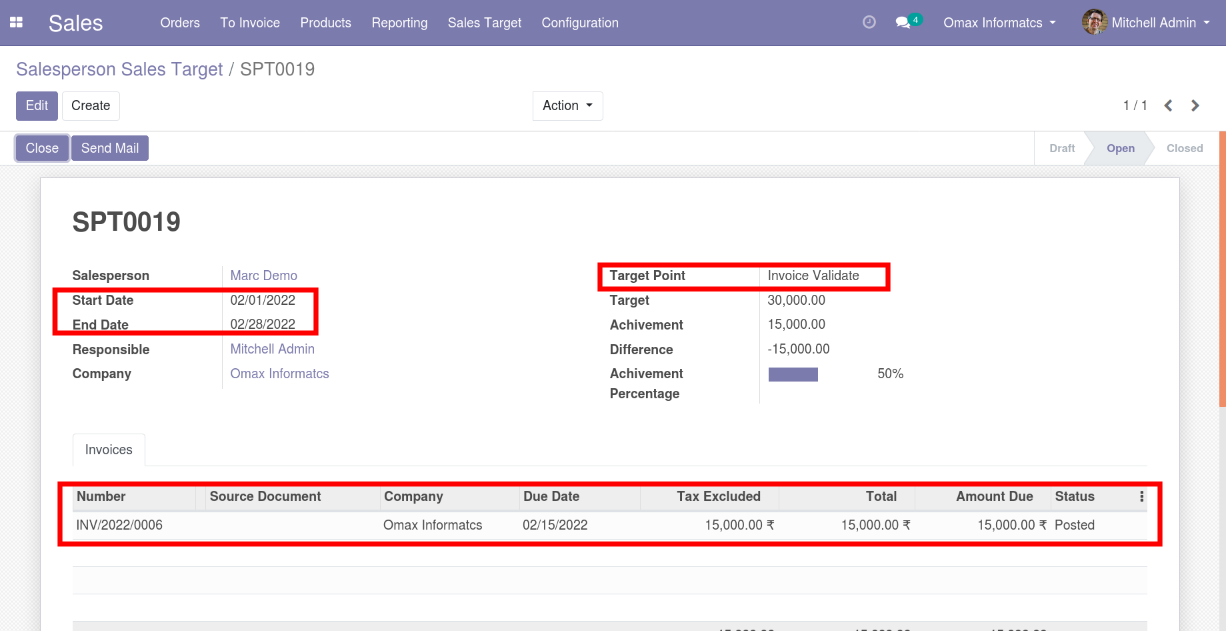 Sales Orders To Invoice Products Reporting Sales Target Configuration 4 Omax Informatcs Mitchell Admin
Salesperson Sales Target / SPT0019
Edit Create Action 1 / 1
Close Send Mail Draft Open Closed
SPT0019
Salesperson Marc Demo
Start Date 02/01/2022
End Date 02/28/2022
Responsible Mitchell Admin
Company Omax Informatcs
Target Point Invoice Validate
Target 30,000.00
Achivement 15,000.00
Difference -15,000.00
Achivement 50%
Percentage
Invoices
Number Source Document Company Due Date Tax Excluded Total Amount Due Status
INV/2022/0006 Omax Informatcs 02/15/2022 15,000.00 ₹ 15,000.00 ₹ 15,000.00 ₹ Posted